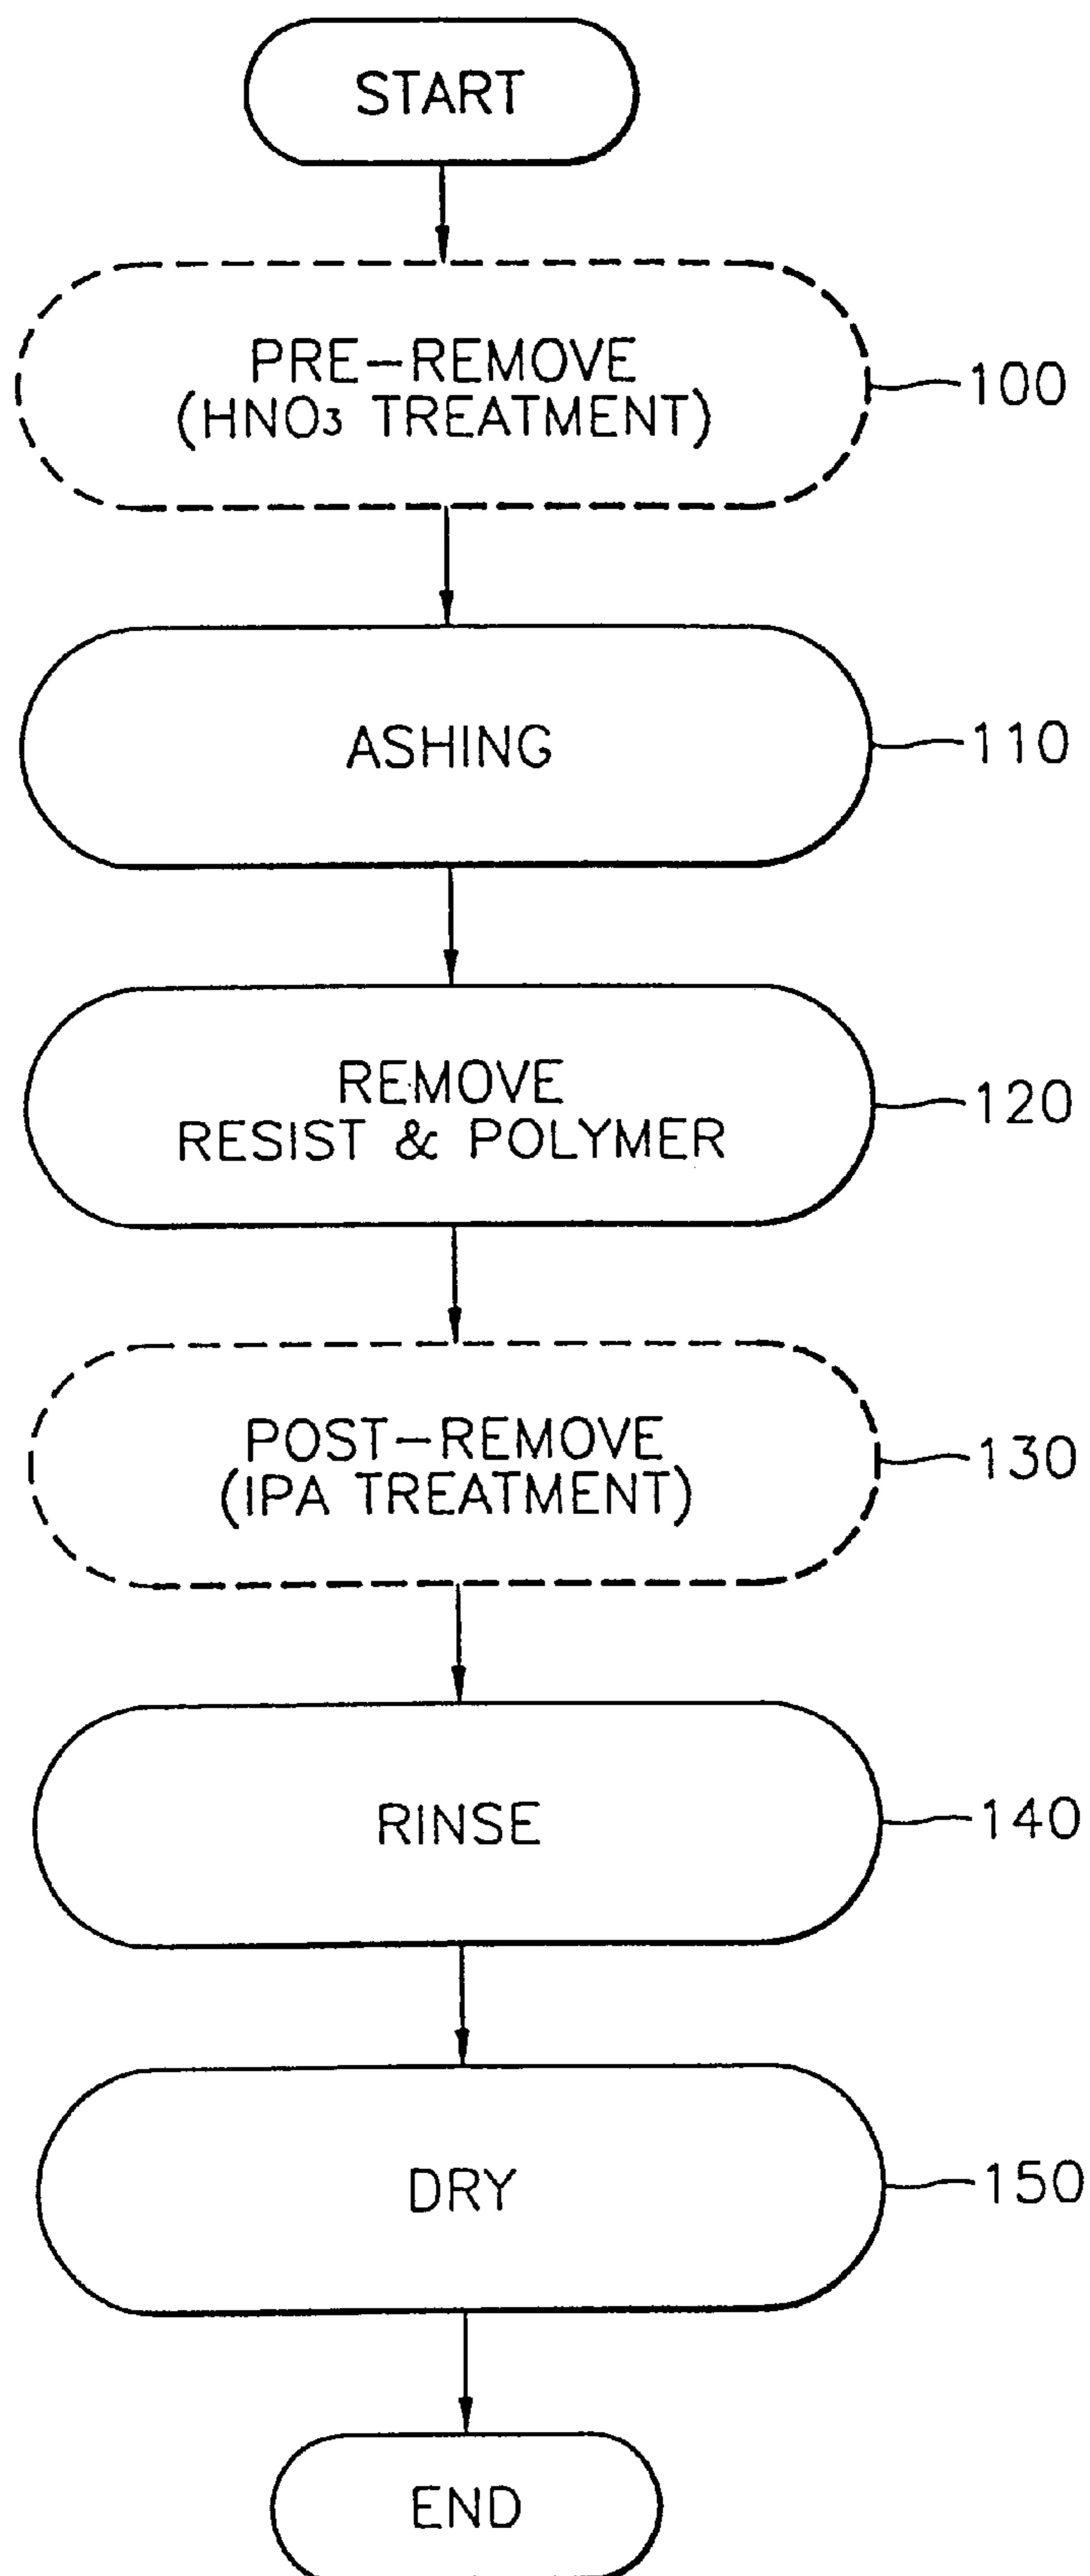 START
PRE-REMOVE
(HNO₃ TREATMENT)
100
ASHING
110
REMOVE
RESIST & POLYMER
120
POST-REMOVE
(IPA TREATMENT)
130
RINSE
140
DRY
150
END